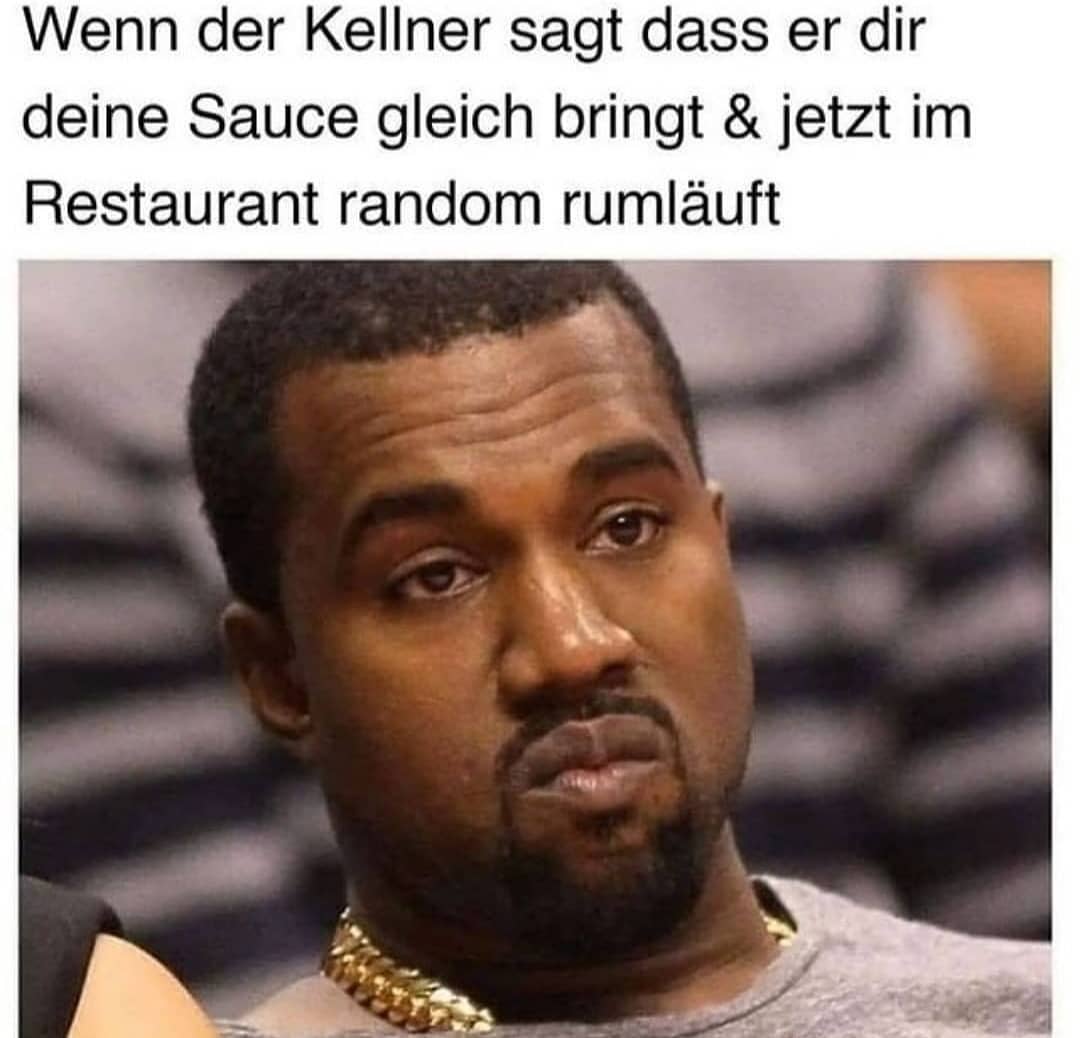 Wenn der Kellner sagt dass er dir
deine Sauce gleich bringt & jetzt im
Restaurant random rumläuft